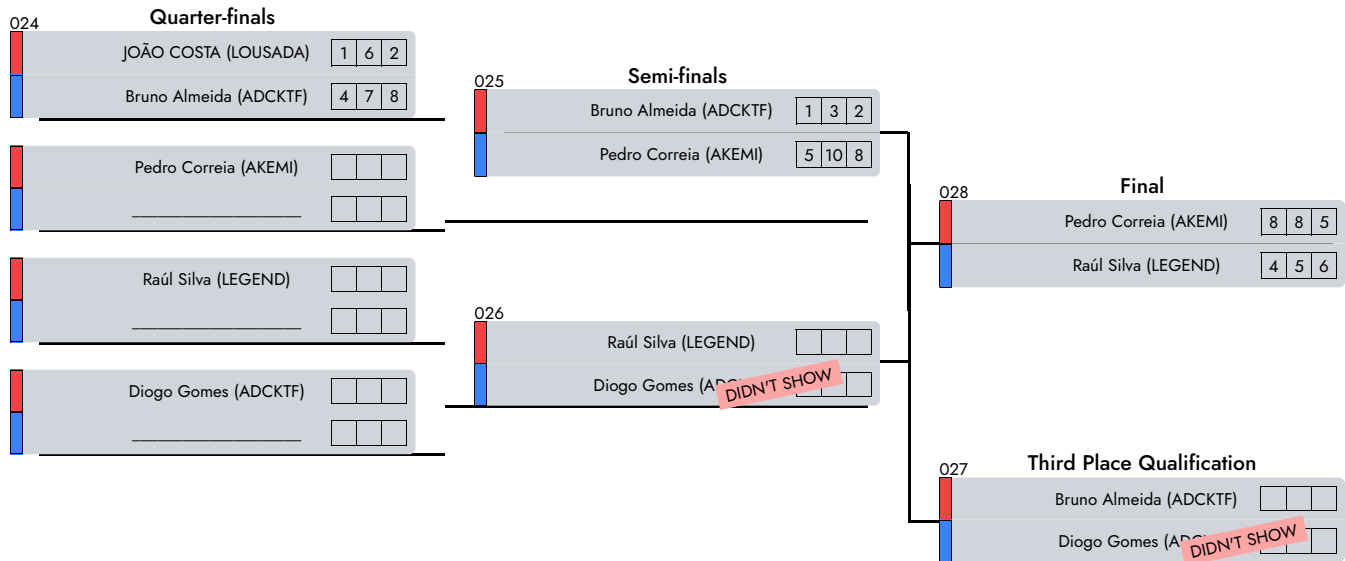 Quarter-finals
024
JOÃO COSTA (LOUSADA) 1 6 2
Bruno Almeida (ADCKTF) 4 7 8
Pedro Correia (AKEMI)
____________________
Raúl Silva (LEGEND)
____________________
Diogo Gomes (ADCKTF)
____________________
Semi-finals
025
Bruno Almeida (ADCKTF) 1 3 2
Pedro Correia (AKEMI) 5 10 8
026
Raúl Silva (LEGEND)
Diogo Gomes
DIDN'T SHOW
Final
028
Pedro Correia (AKEMI) 8 8 5
Raúl Silva (LEGEND) 4 5 6
Third Place Qualification
027
Bruno Almeida (ADCKTF)
Diogo Gomes
DIDN'T SHOW